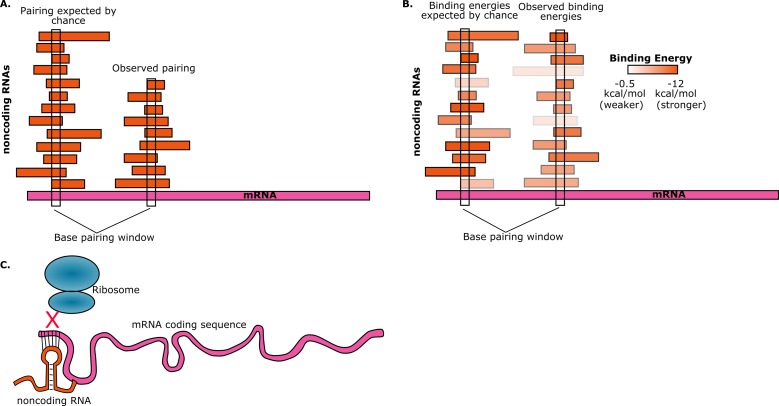 A.
Pairing expected by
chance
Observed pairing
noncoding RNAs
mRNA
Base pairing window
B.
Binding energies
expected by chance
Observed binding
energies
Binding Energy
-0.5
kcal/mol
(weaker)
-12
kcal/mol
(stronger)
noncoding RNAs
mRNA
Base pairing window
C.
Ribosome
X
mRNA coding sequence
noncoding RNA